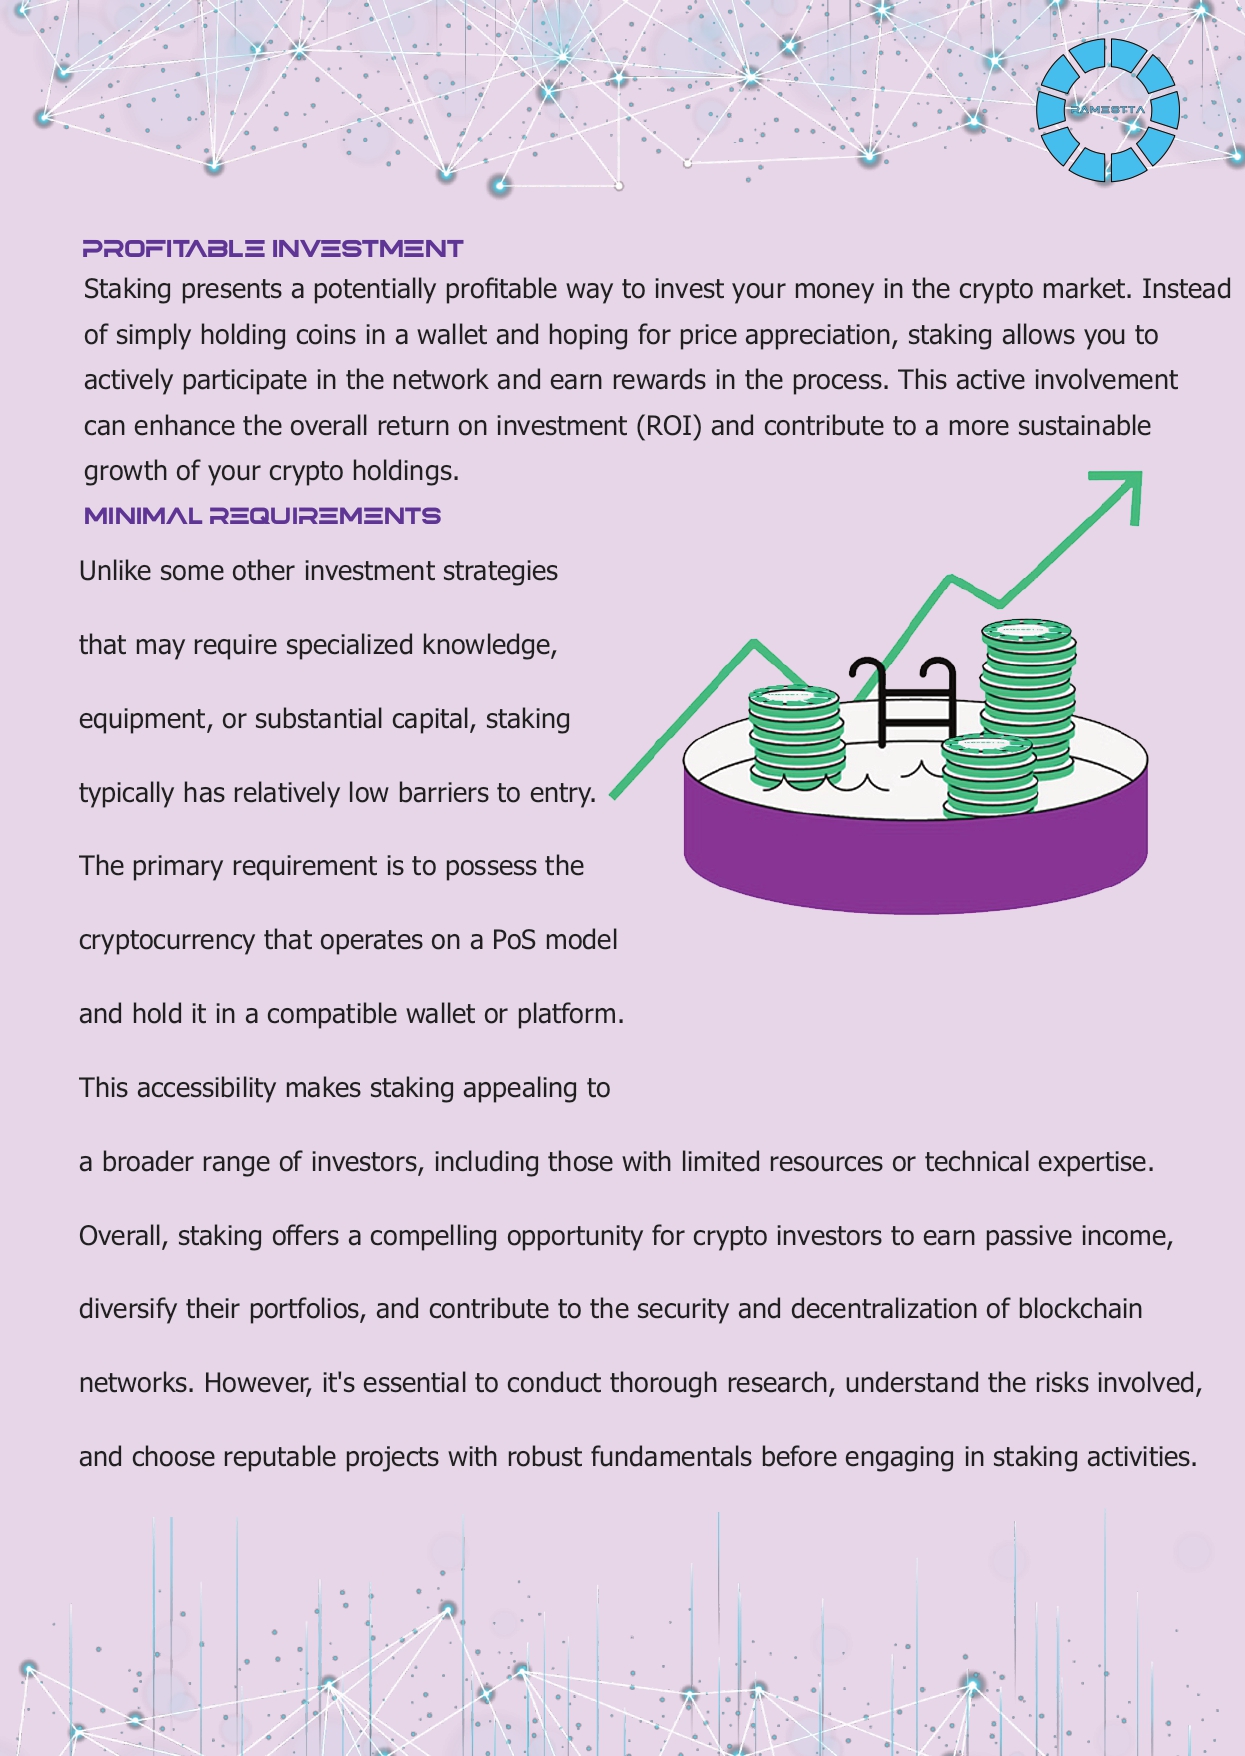 RAMESTTA
PROFITABLE INVESTMENT
Staking presents a potentially profitable way to invest your money in the crypto market. Instead
of simply holding coins in a wallet and hoping for price appreciation, staking allows you to
actively participate in the network and earn rewards in the process. This active involvement
can enhance the overall return on investment (ROI) and contribute to a more sustainable
growth of your crypto holdings.
MINIMAL REQUIREMENTS
Unlike some other investment strategies
that may require specialized knowledge,
equipment, or substantial capital, staking
typically has relatively low barriers to entry.
The primary requirement is to possess the
cryptocurrency that operates on a PoS model
and hold it in a compatible wallet or platform.
This accessibility makes staking appealing to
a broader range of investors, including those with limited resources or technical expertise.
Overall, staking offers a compelling opportunity for crypto investors to earn passive income,
diversify their portfolios, and contribute to the security and decentralization of blockchain
networks. However, it's essential to conduct thorough research, understand the risks involved,
and choose reputable projects with robust fundamentals before engaging in staking activities.